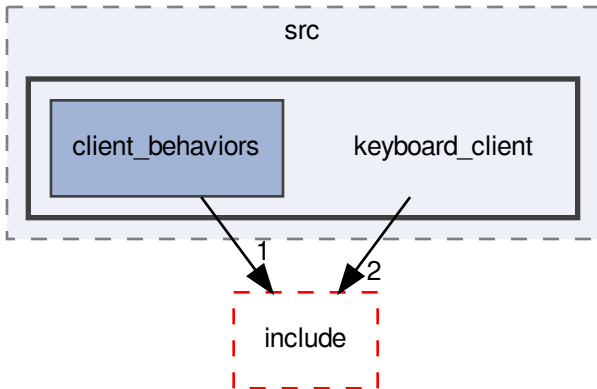 src
client_behaviors
keyboard_client
1
2
include